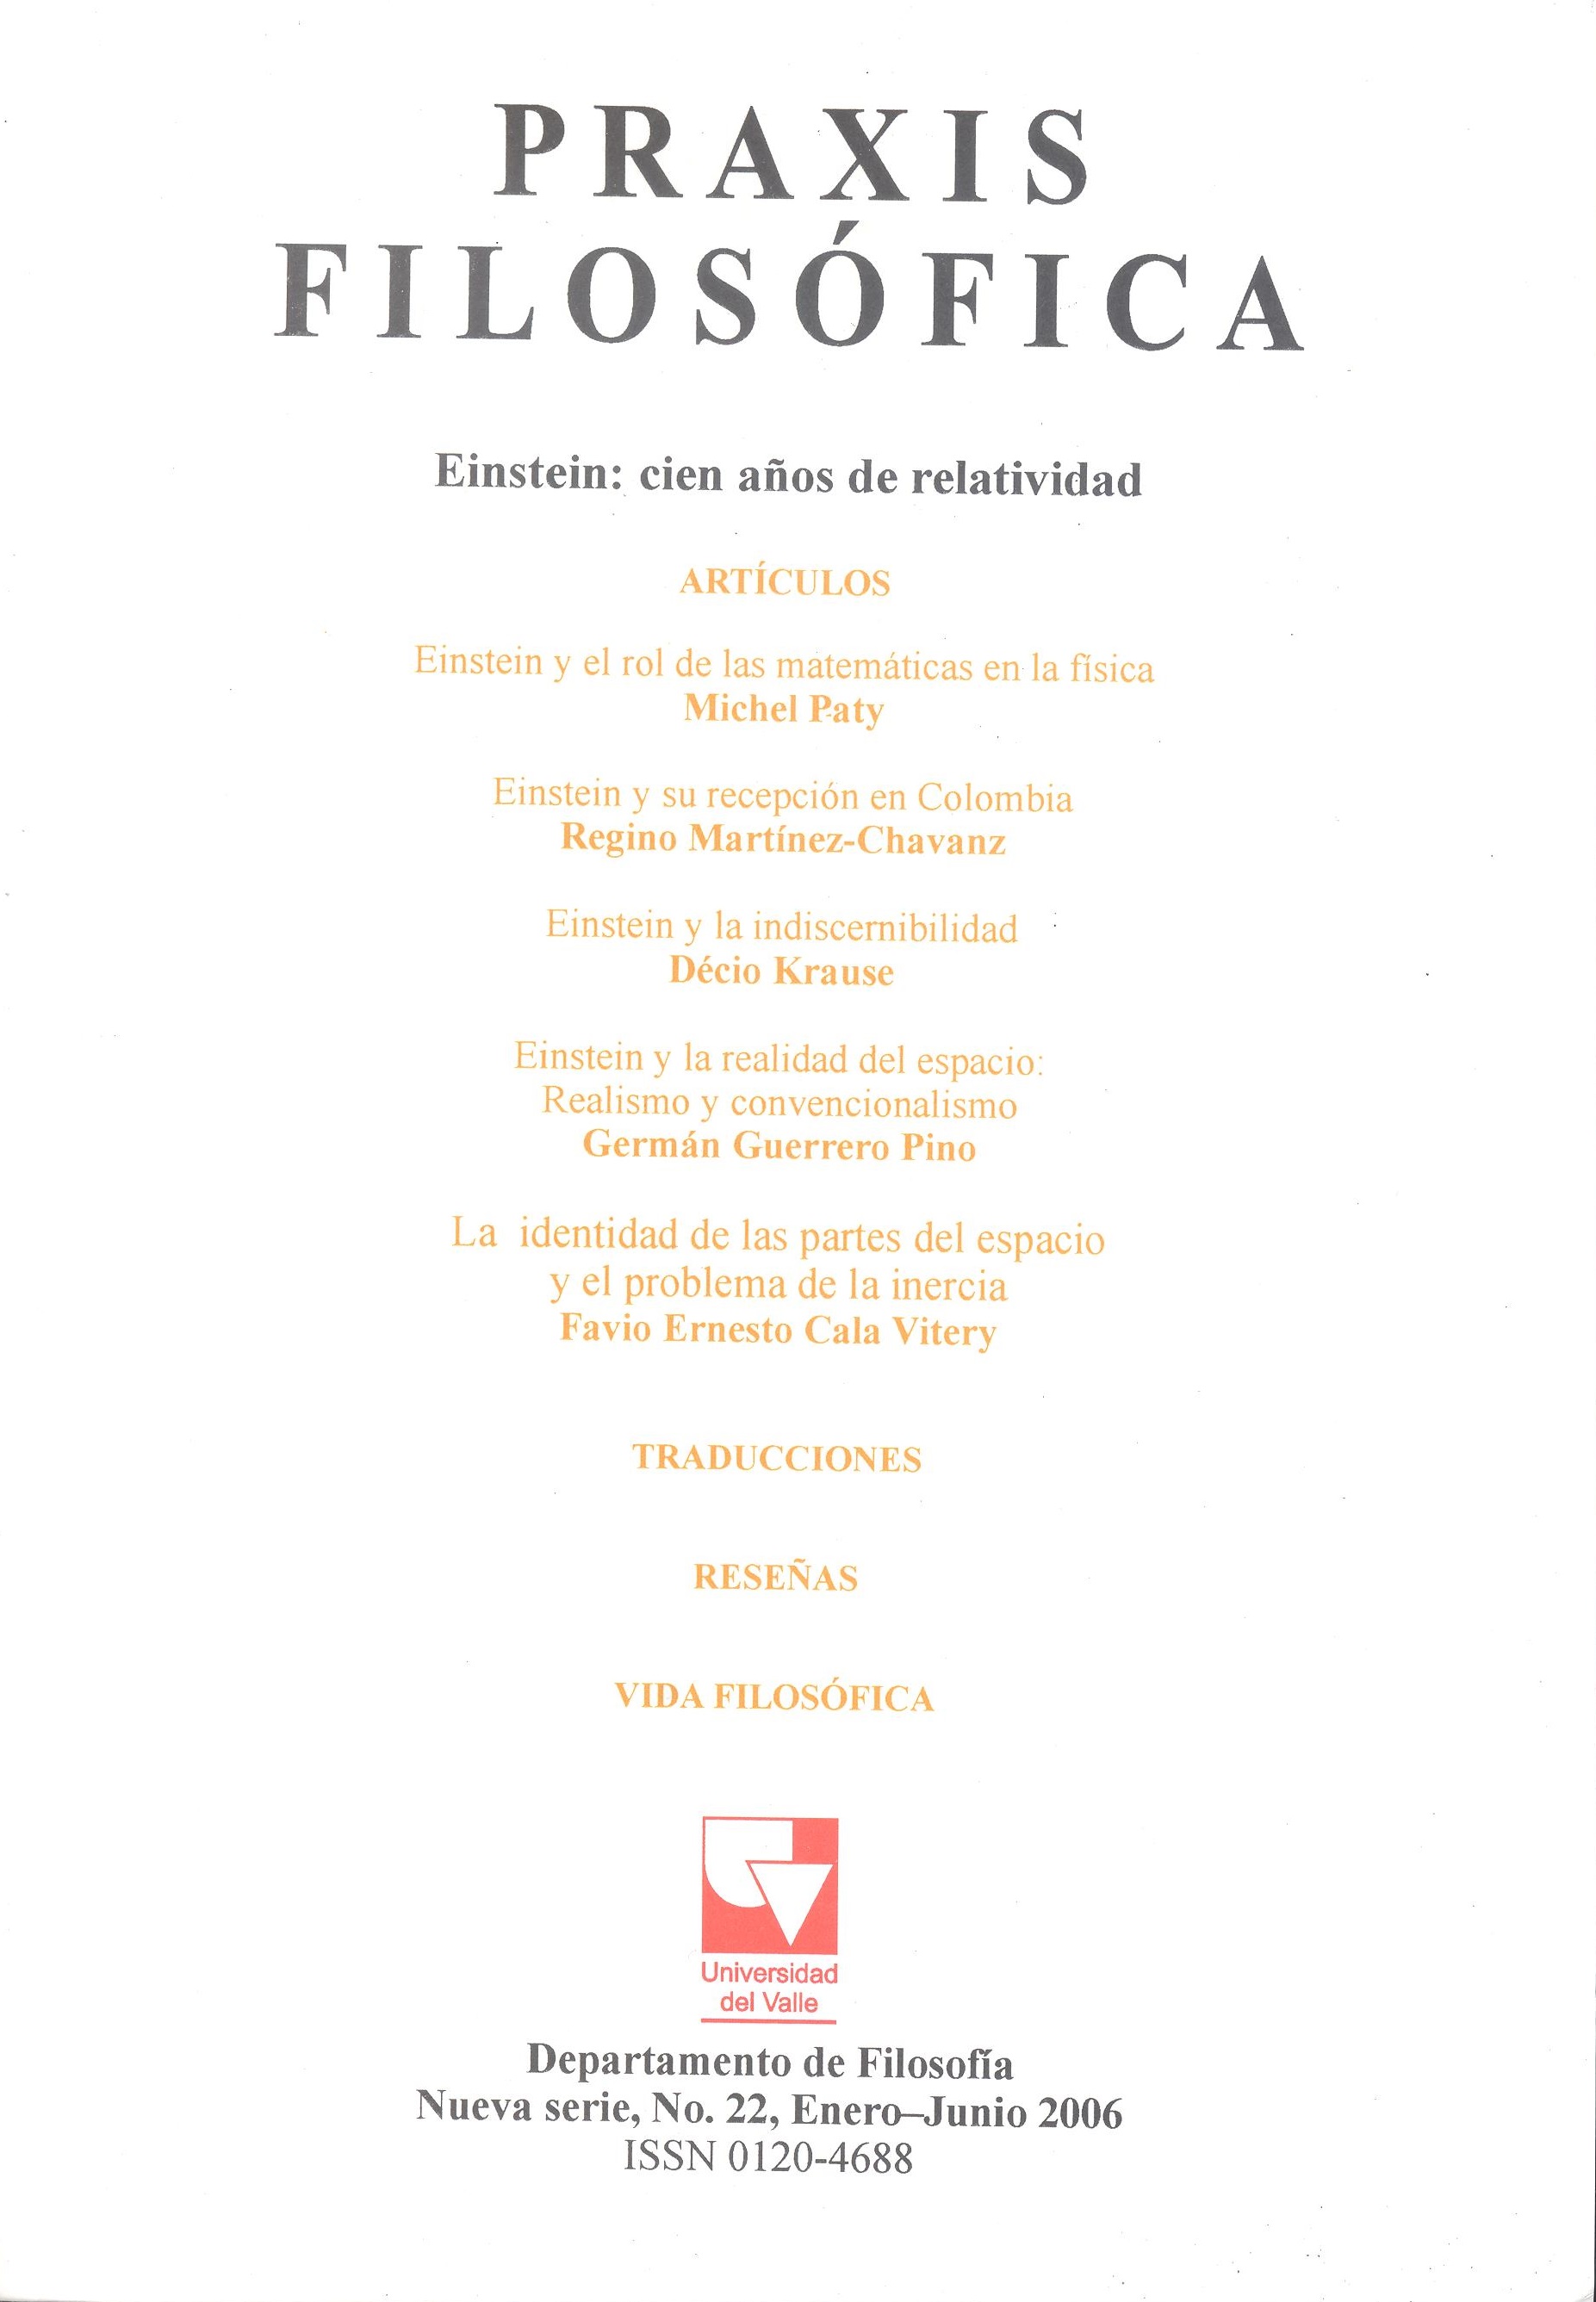 PRAXIS
FILOSÓFICA
Einstein: cien años de relatividad
ARTÍCULOS
Einstein y el rol de las matemáticas en la física
Michel Paty
Einstein y su recepción en Colombia
Regino Martínez-Chavanz
Einstein y la indiscernibilidad
Décio Krause
Einstein y la realidad del espacio:
Realismo y convencionalismo
Germán Guerrero Pino
La identidad de las partes del espacio
y el problema de la inercia
Favio Ernesto Cala Vitery
TRADUCCIONES
RESEÑAS
VIDA FILOSÓFICA
Universidad
del Valle
Departamento de Filosofía
Nueva serie, No. 22, Enero–Junio 2006
ISSN 0120-4688